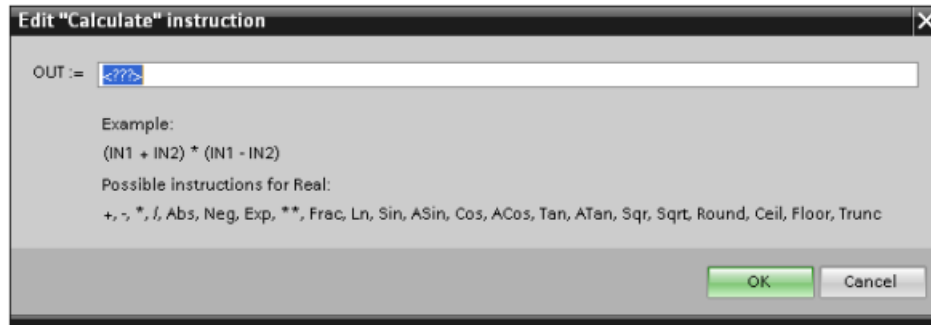 Edit "Calculate" instruction
OUT := <???>
Example:
(IN1 + IN2) * (IN1 - IN2)
Possible instructions for Real:
+, -, *, /, Abs, Neg, Exp, **, Frac, Ln, Sin, ASin, Cos, ACos, Tan, ATan, Sqr, Sqrt, Round, Ceil, Floor, Trunc
OK Cancel